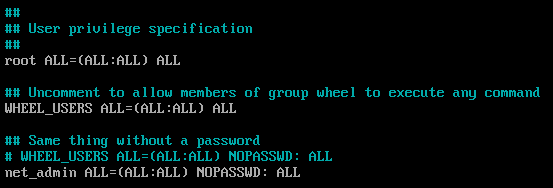 ##
## User privilege specification
##
root ALL=(ALL:ALL) ALL
## Uncomment to allow members of group wheel to execute any command
WHEEL_USERS ALL=(ALL:ALL) ALL
## Same thing without a password
# WHEEL_USERS ALL=(ALL:ALL) NOPASSWD: ALL
net_admin ALL=(ALL:ALL) NOPASSWD: ALL